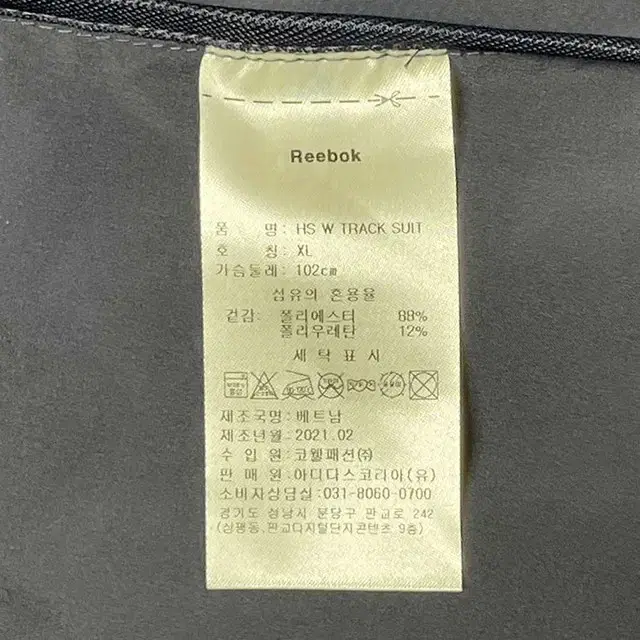 Reebok
품 명 : HS W TRACK SUIT
호 칭 : XL
가슴둘레 : 102cm
섬유의 혼용율
겉감: 폴리에스터 88%
폴리우레탄 12%
세 탁 표 시
제조국명 : 베트남
제조년월 : 2021.02
수 입 원 : 코웰패션(주)
판 매 원 : 아디다스코리아(유)
소비자상담실 : 031-8060-0700
경기도 성남시 분당구 판교로 242
(삼평동,판교디지털단지콘텐츠 9층)